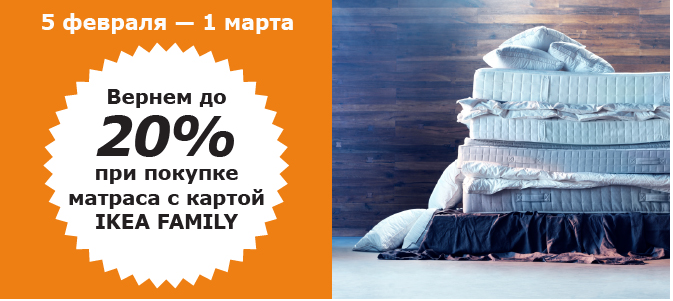 5 февраля — 1 марта
Вернем до
20%
при покупке
матраса с картой
IKEA FAMILY